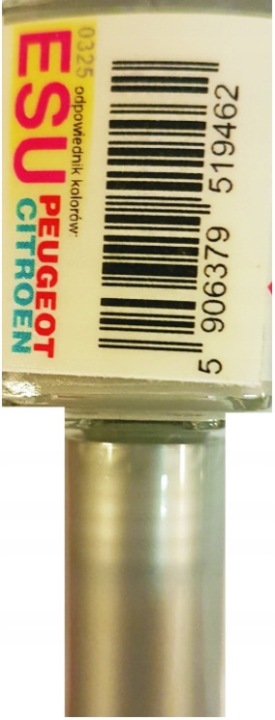 0325
odpowiednik kolorów:
ESU
PEUGEOT
CITROEN
5 906379 519462